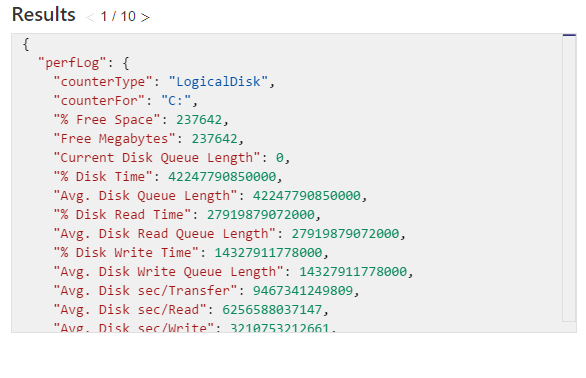 Results < 1 / 10 >
{
"perfLog": {
"counterType": "LogicalDisk",
"counterFor": "C:",
"% Free Space": 237642,
"Free Megabytes": 237642,
"Current Disk Queue Length": 0,
"% Disk Time": 42247790850000,
"Avg. Disk Queue Length": 42247790850000,
"% Disk Read Time": 27919879072000,
"Avg. Disk Read Queue Length": 27919879072000,
"% Disk Write Time": 14327911778000,
"Avg. Disk Write Queue Length": 14327911778000,
"Avg. Disk sec/Transfer": 9467341249809,
"Avg. Disk sec/Read": 6256588037147,
"Avg. Disk sec/Write": 3210753212661,